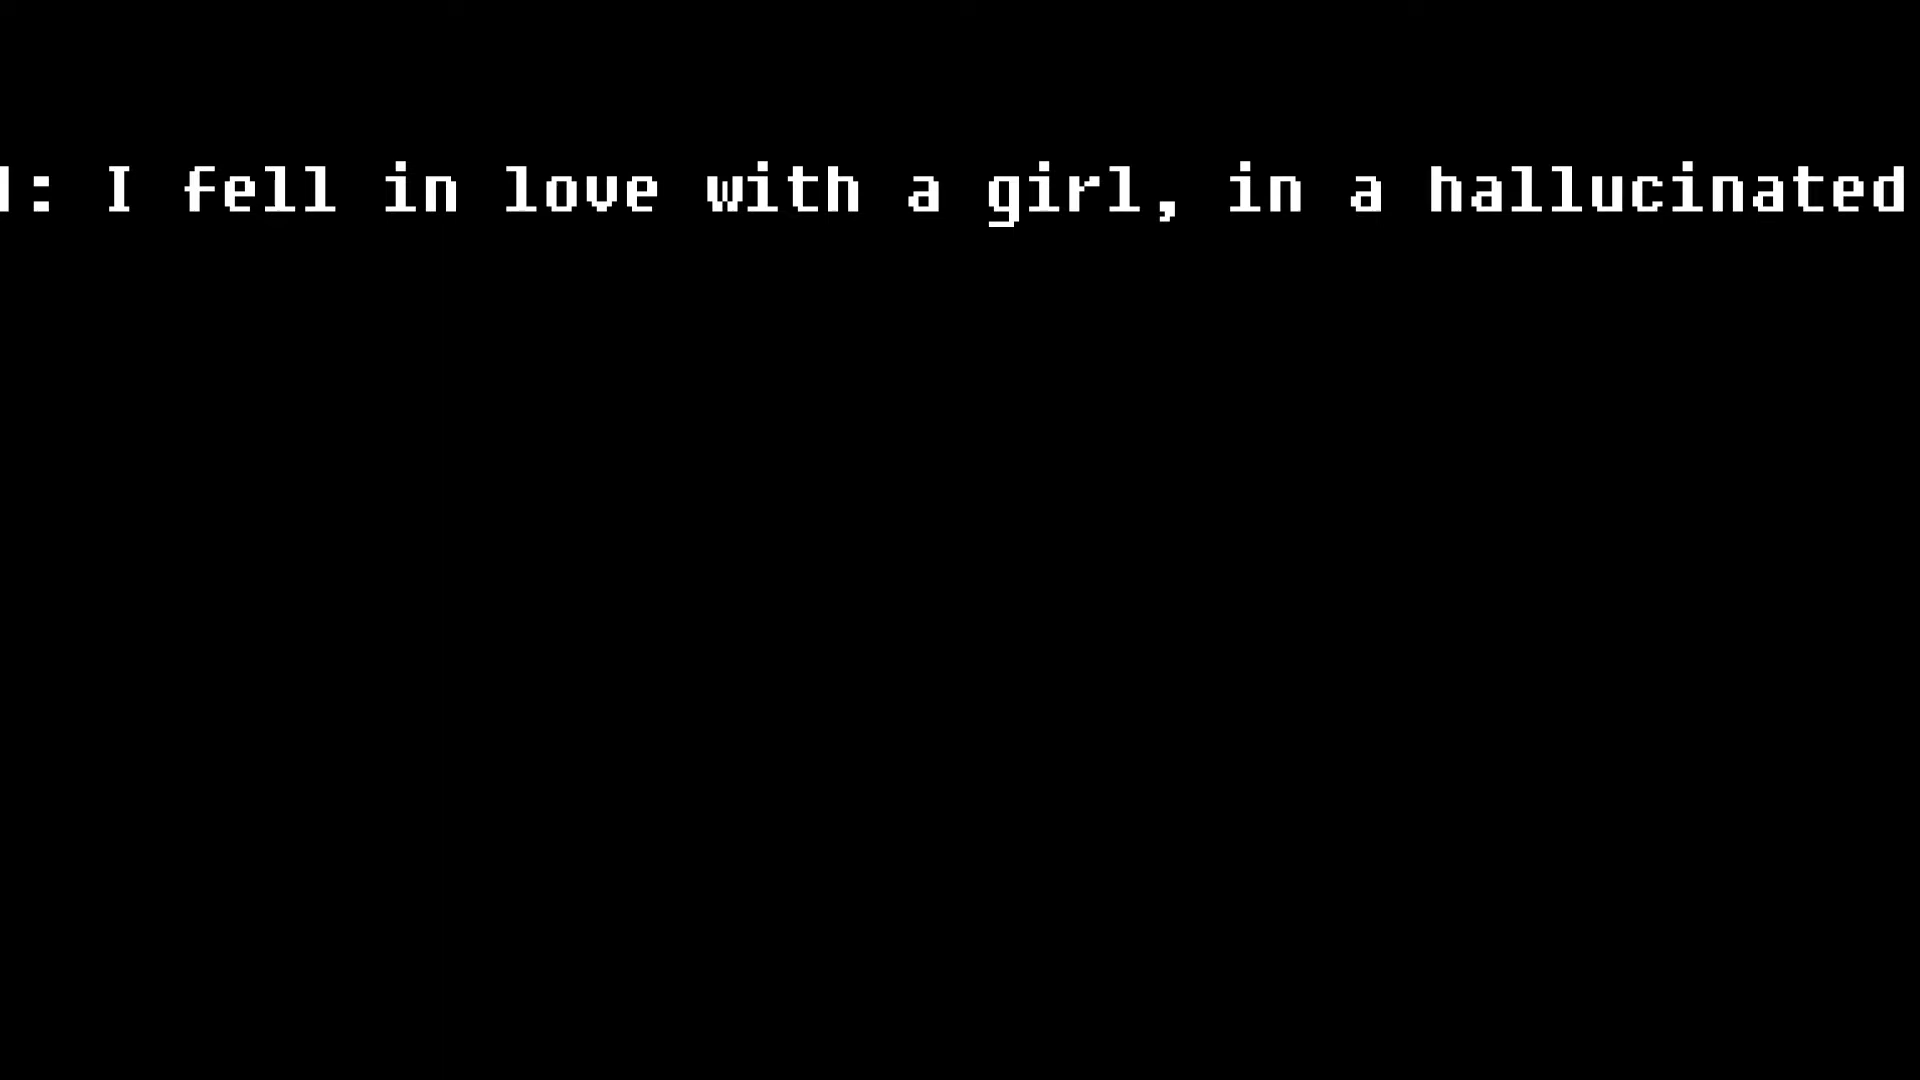 : I fell in love with a girl, in a hallucinated